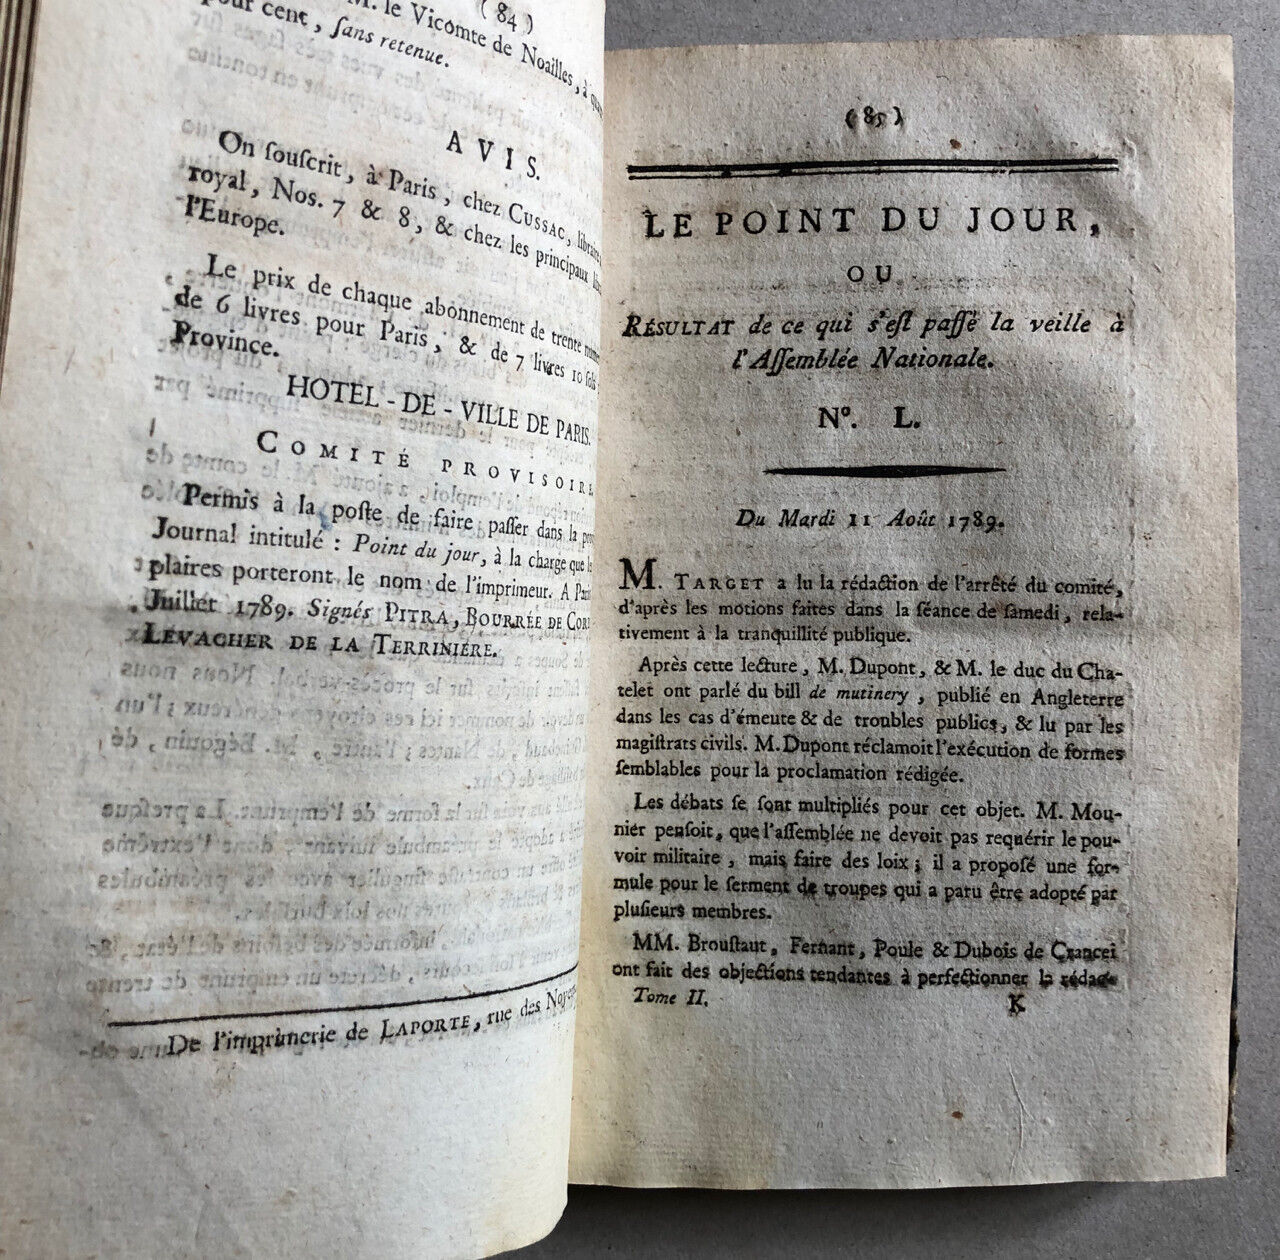 ( 84 )
M. le Vicomte de Noailles, à
pour cent, ſans retenue.
AVIS.
On ſouſcrit, à Paris, chez CUSSAC, libraire
royal, Nos. 7 & 8, & chez les principaux
l'Europe.
Le prix de chaque abonnement de trente
de 6 livres pour Paris, & de 7 livres 10 ſols
Province.
HOTEL-DE-VILLE DE PARIS.
COMITÉ PROVISOIRE
Permis à la poſte de faire paſſer dans la
Journal intitulé : Point du jour, à la charge que
plaires porteront le nom de l'imprimeur. A
Juillet 1789. Signés PITRA, BOURRÉE DE
LEVACHER DE LA TERRINIÉRE.
De l'imprimerie de LAPORTE, rue des
( 85 )
LE POINT DU JOUR,
OU
RÉSULTAT de ce qui s'eſt paſſé la veille à
l'Aſſemblée Nationale.
Nº. L.
Du Mardi 11 Août 1789.
M. TARGET a lu la rédaction de l'arrêté du comité,
d'après les motions faites dans la ſéance de ſamedi, rela-
tivement à la tranquillité publique.
Après cette lecture, M. Dupont, & M. le duc du Cha-
telet ont parlé du bill de mutinery, publié en Angleterre
dans les cas d'émeute & de troubles publics, & lu par les
magiſtrats civils. M. Dupont réclamoit l'exécution de formes
ſemblables pour la proclamation rédigée.
Les débats ſe ſont multipliés pour cet objet. M. Mou-
nier penſoit, que l'aſſemblée ne devoit pas requérir le pou-
voir militaire, mais faire des loix; il a propoſé une for-
mule pour le ſerment de troupes qui a paru être adopté par
pluſieurs membres.
MM. Brouſtaut, Fernant, Poule & Dubois de Crancei
ont fait des objections tendantes à perfectionner la rédac-
Tome II. K